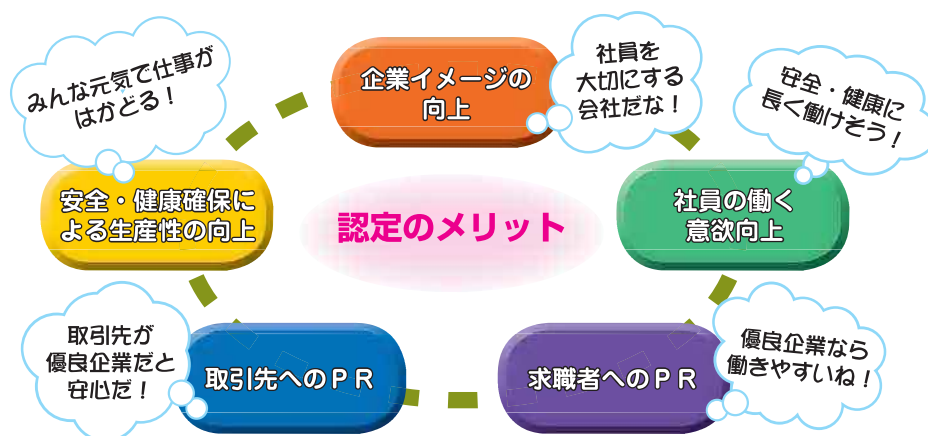 みんな元気で仕事が
はかどる！
企業イメージの
向上
社員を
大切にする
会社だな！
安全・健康に
長く働けそう！
安全・健康確保に
よる生産性の向上
認定のメリット
社員の働く
意欲向上
取引先が
優良企業だと
安心だ！
取引先へのＰＲ
求職者へのＰＲ
優良企業なら
働きやすいね！